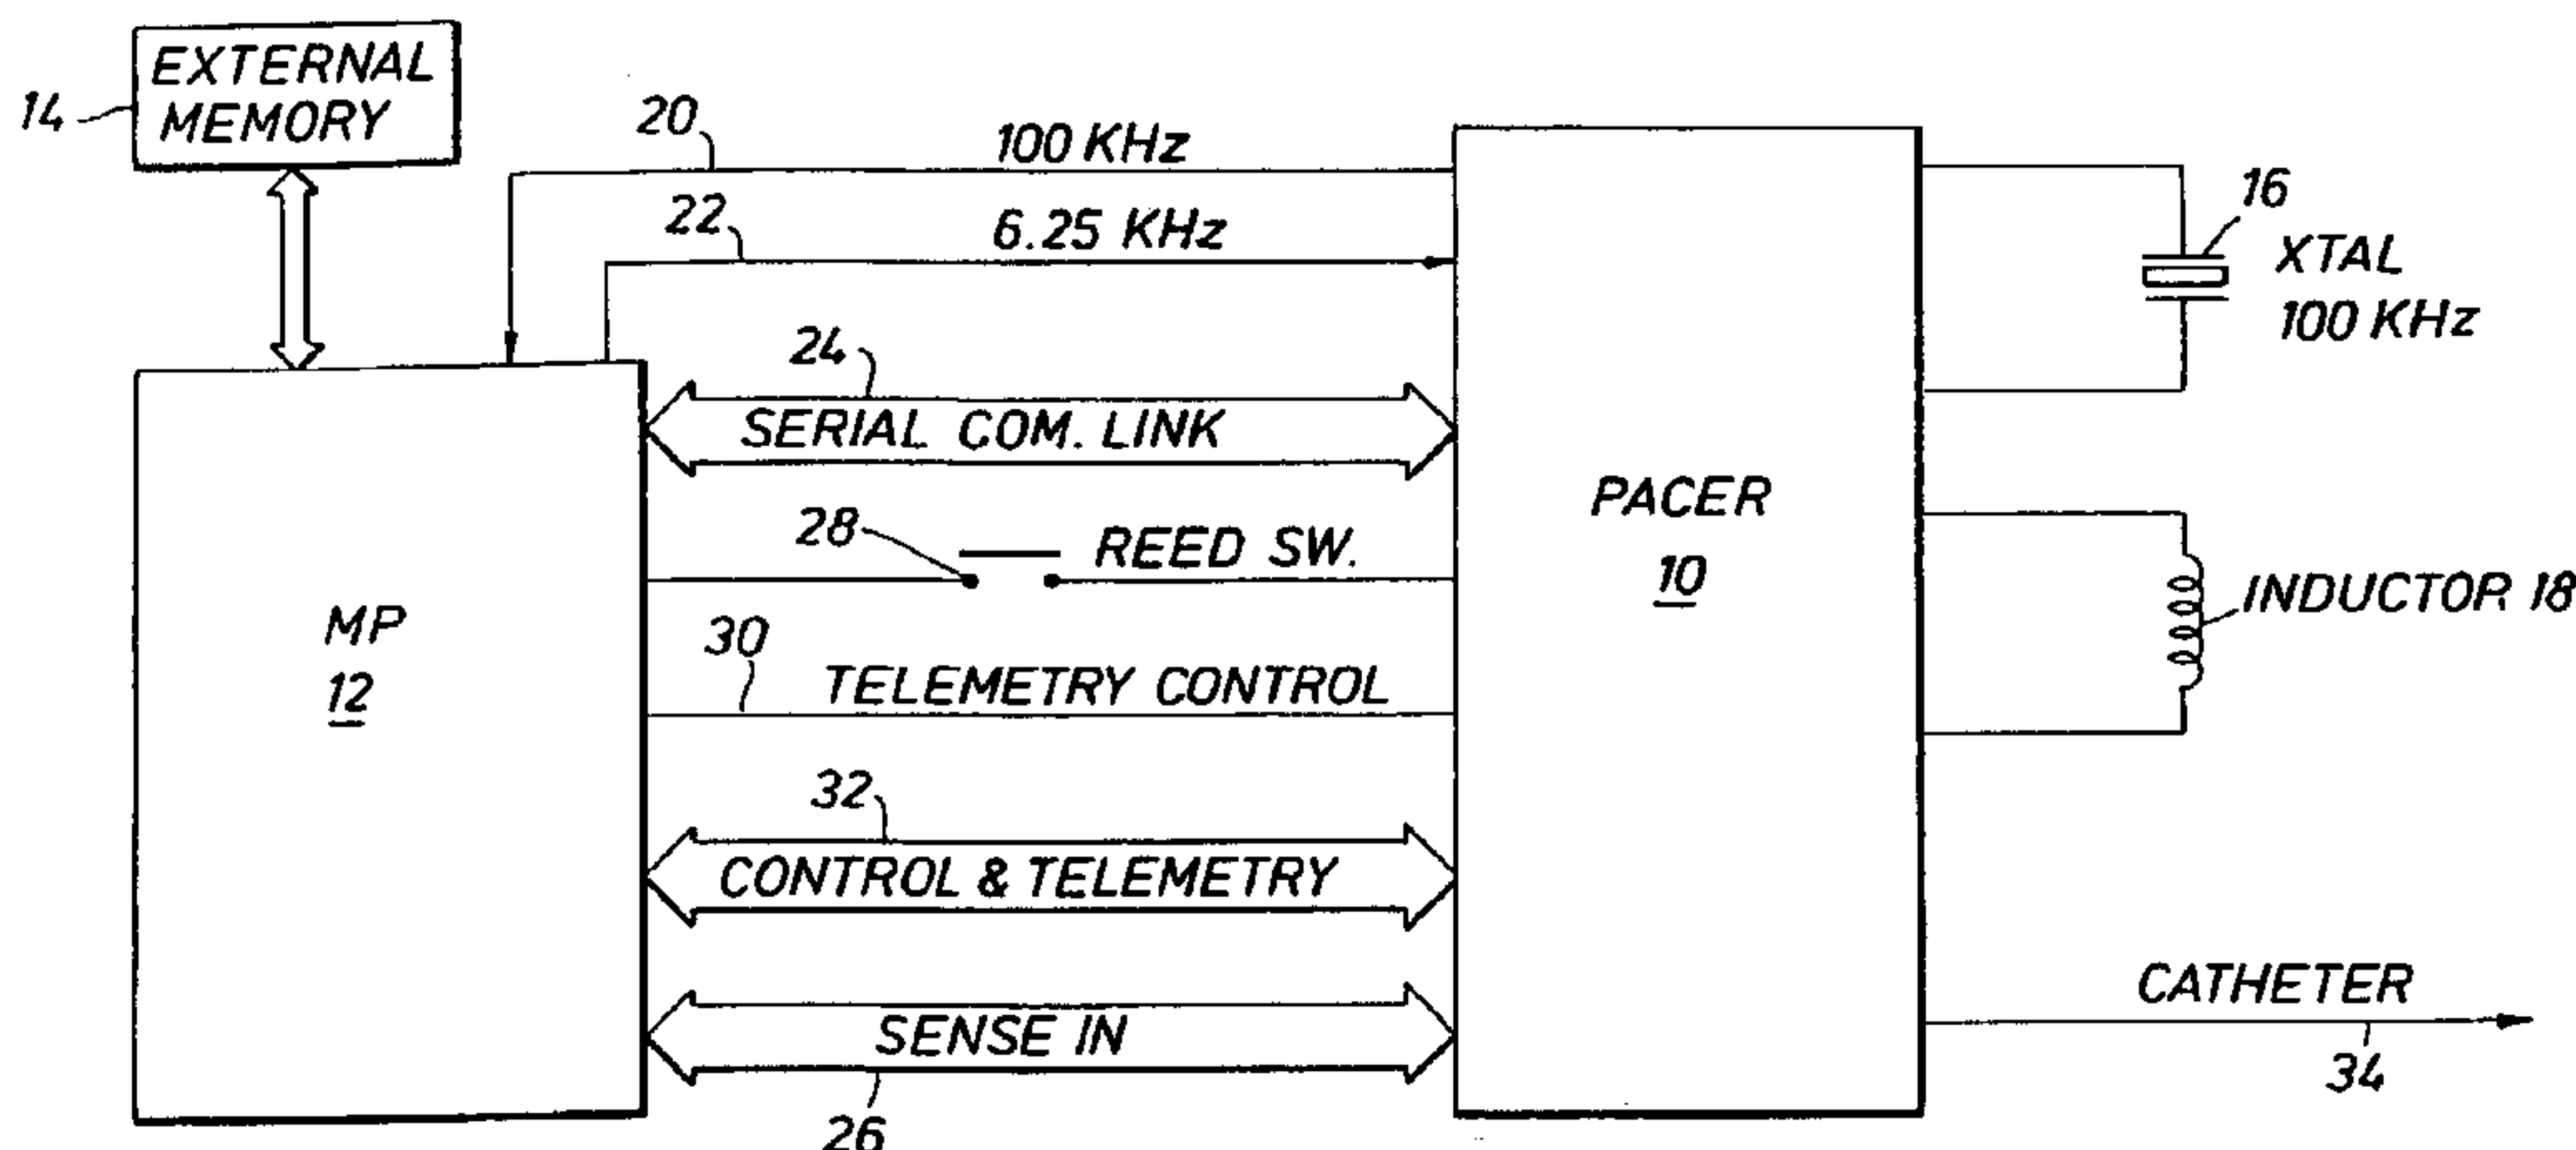 EXTERNAL
MEMORY
14
20
100 KHz
22
6.25 KHz
16
XTAL
100 KHz
24
SERIAL COM. LINK
PACER
10
28
REED SW.
INDUCTOR 18
MP
12
30
TELEMETRY CONTROL
32
CONTROL & TELEMETRY
SENSE IN
26
CATHETER
34